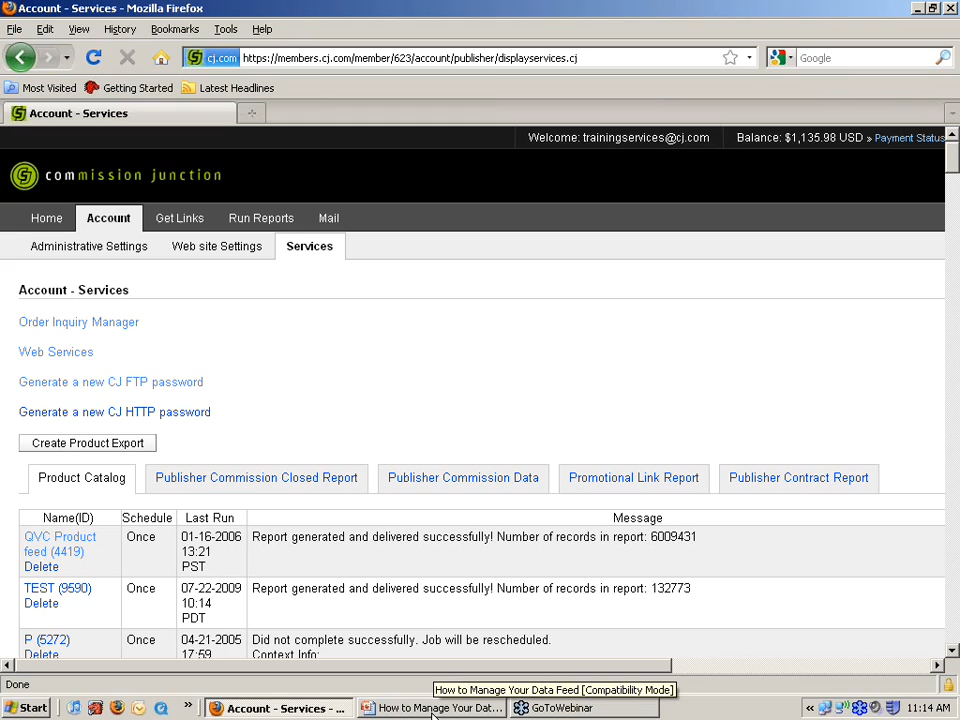 Account - Services - Mozilla Firefox
File Edit View History Bookmarks Tools Help
cj.com https://members.cj.com/member/623/account/publisher/displayservices.cj
Google
Most Visited Getting Started Latest Headlines
Account - Services
Welcome: trainingservices@cj.com Balance: $1,135.98 USD » Payment Status
commission junction
Home Account Get Links Run Reports Mail
Administrative Settings Web site Settings Services
Account - Services
Order Inquiry Manager
Web Services
Generate a new CJ FTP password
Generate a new CJ HTTP password
Create Product Export
Product Catalog Publisher Commission Closed Report Publisher Commission Data Promotional Link Report Publisher Contract Report
Name(ID) Schedule Last Run Message
QVC Product feed (4419) Delete Once 01-16-2006 13:21 PST Report generated and delivered successfully! Number of records in report: 6009431
TEST (9590) Delete Once 07-22-2009 10:14 PDT Report generated and delivered successfully! Number of records in report: 132773
P (5272) Delete Once 04-21-2005 17:59 Did not complete successfully. Job will be rescheduled. Context Info:
Done
How to Manage Your Data Feed [Compatibility Mode]
Start » Account - Services - ... How to Manage Your Dat... GoToWebinar « 11:14 AM